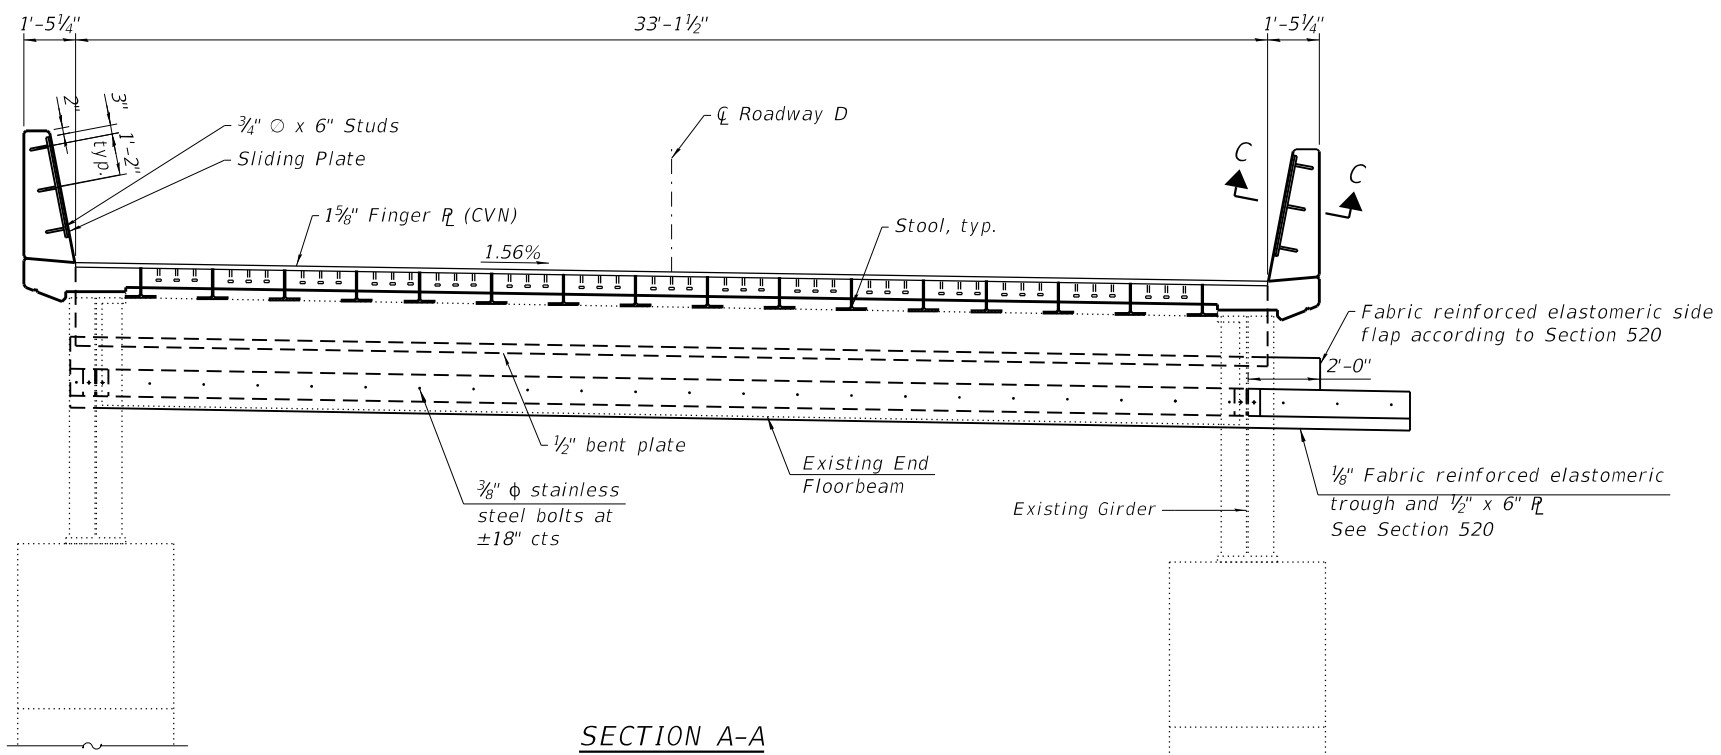 1'-5¼"
33'-1½"
1'-5¼"
2"
3"
1'-2"
typ.
¾" ∅ x 6" Studs
Sliding Plate
℄ Roadway D
C
C
1⅝" Finger PL (CVN)
1.56%
Stool, typ.
Fabric reinforced elastomeric side
flap according to Section 520
2'-0"
½" bent plate
Existing End
Floorbeam
⅜" ϕ stainless
steel bolts at
±18" cts
Existing Girder
⅛" Fabric reinforced elastomeric
trough and ½" x 6" PL
See Section 520
SECTION A-A